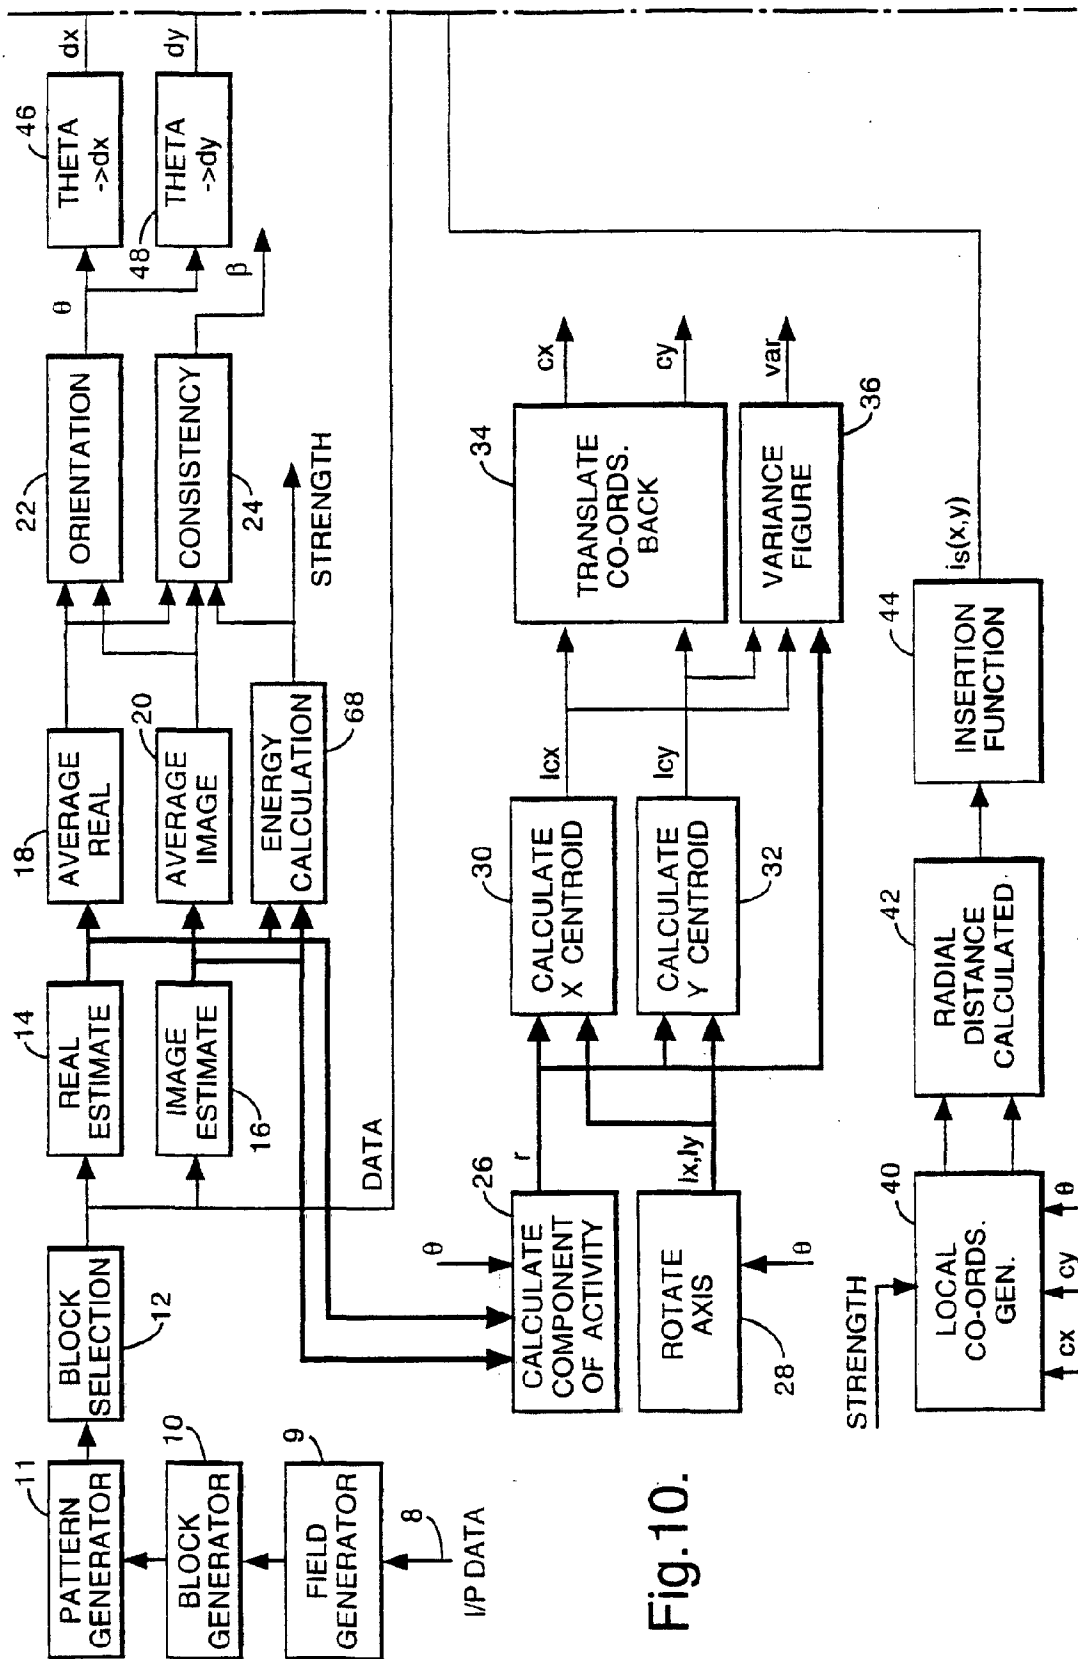 I/P DATA
8
FIELD
GENERATOR
9
BLOCK
GENERATOR
10
PATTERN
GENERATOR
11
BLOCK
SELECTION
12
DATA
REAL
ESTIMATE
14
IMAGE
ESTIMATE
16
AVERAGE
REAL
18
AVERAGE
IMAGE
20
ENERGY
CALCULATION
68
STRENGTH
ORIENTATION
22
CONSISTENCY
24
θ
β
THETA
->dx
46
THETA
->dy
48
dx
dy
CALCULATE
COMPONENT
OF ACTIVITY
26
θ
r
ROTATE
AXIS
28
θ
lx,ly
CALCULATE
X CENTROID
30
CALCULATE
Y CENTROID
32
lcx
lcy
TRANSLATE
CO-ORDS.
BACK
34
VARIANCE
FIGURE
36
cx
cy
var
STRENGTH
LOCAL
CO-ORDS.
GEN.
40
cx
cy
θ
RADIAL
DISTANCE
CALCULATED
42
INSERTION
FUNCTION
44
is(x,y)
Fig.10.